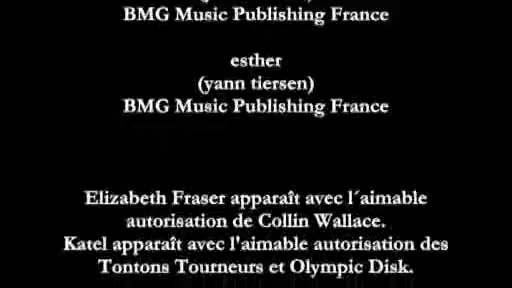 BMG Music Publishing France
esther
(yann tiersen)
BMG Music Publishing France
Elizabeth Fraser apparaît avec l´aimable
autorisation de Collin Wallace.
Katel apparaît avec l'aimable autorisation des
Tontons Tourneurs et Olympic Disk.